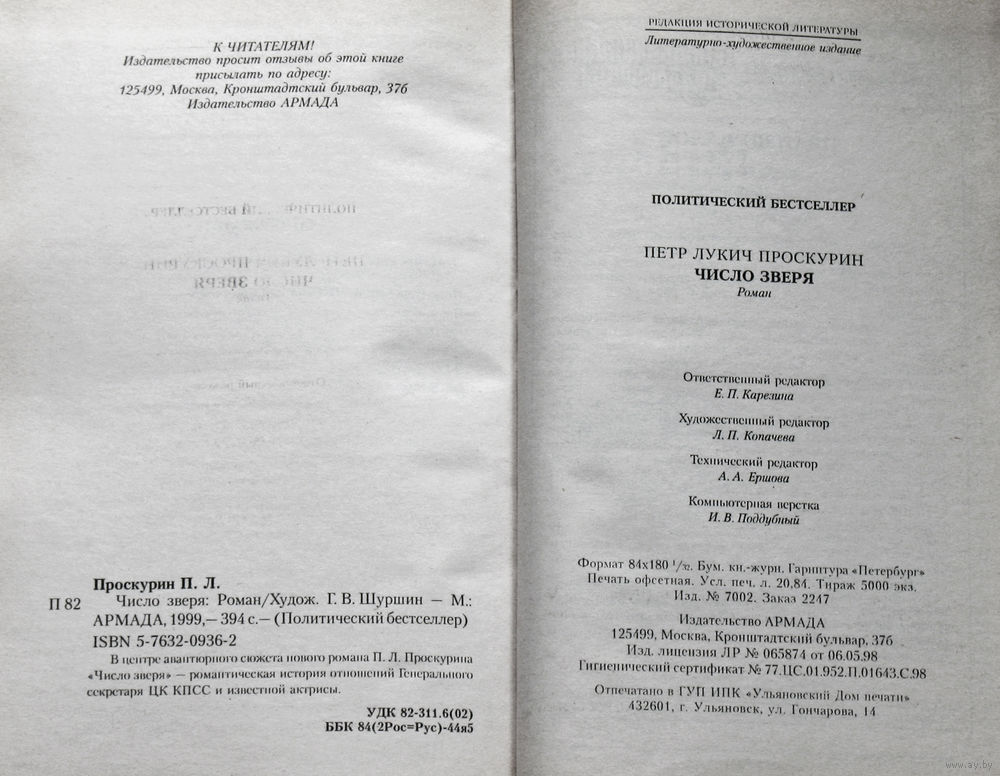 К ЧИТАТЕЛЯМ!
Издательство просит отзывы об этой книге
присылать по адресу:
125499, Москва, Кронштадтский бульвар, 37б
Издательство АРМАДА
Проскурин П. Л.
П 82
Число зверя: Роман/Худож. Г. В. Шуршин — М.:
АРМАДА, 1999,— 394 с.— (Политический бестселлер)
ISBN 5-7632-0936-2
В центре авантюрного сюжета нового романа П. Л. Проскурина
«Число зверя» — романтическая история отношений Генерального
секретаря ЦК КПСС и известной актрисы.
УДК 82-311.6(02)
ББК 84(2Рос=Рус)-44я5
РЕДАКЦИЯ ИСТОРИЧЕСКОЙ ЛИТЕРАТУРЫ
Литературно-художественное издание
ПОЛИТИЧЕСКИЙ БЕСТСЕЛЛЕР
ПЕТР ЛУКИЧ ПРОСКУРИН
ЧИСЛО ЗВЕРЯ
Роман
Ответственный редактор
Е. П. Карезина
Художественный редактор
Л. П. Копачева
Технический редактор
А. А. Ершова
Компьютерная верстка
И. В. Поддубный
Формат 84х180 1/32. Бум. кн.-журн. Гарнитура «Петербург»
Печать офсетная. Усл. печ. л. 20,84. Тираж 5000 экз.
Изд. № 7002. Заказ 2247
Издательство АРМАДА
125499, Москва, Кронштадтский бульвар, 37б
Изд. лицензия ЛР № 065874 от 06.05.98
Гигиенический сертификат № 77.ЦС.01.952.П.01643.С.98
Отпечатано в ГУП ИПК «Ульяновский Дом печати»
432601, г. Ульяновск, ул. Гончарова, 14
www.ay.by